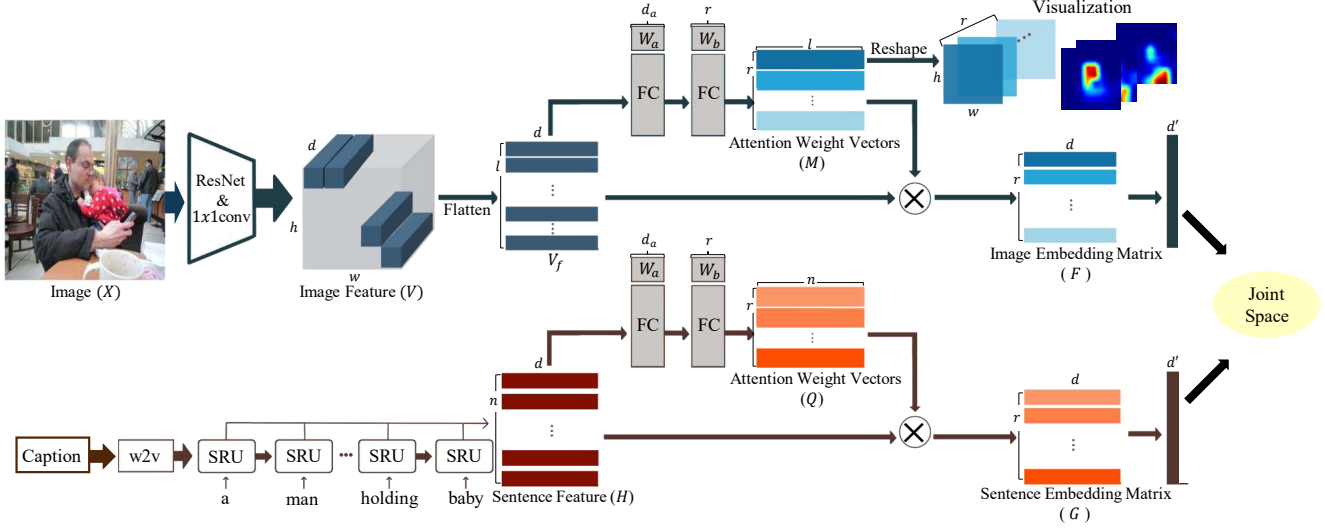 Visualization
d_a
r
W_a
W_b
FC
FC
l
r
⋮
Attention Weight Vectors
(M)
Reshape
r
h
w
Image (X)
ResNet
&
1x1conv
d
h
w
Image Feature (V)
Flatten
d
l
⋮
⋮
V_f
d
r
⋮
Image Embedding Matrix
( F )
d'
Joint
Space
d_a
r
W_a
W_b
FC
FC
n
r
⋮
Attention Weight Vectors
(Q)
Caption
w2v
SRU
SRU
···
SRU
SRU
a
man
holding
baby
d
n
⋮
Sentence Feature (H)
d
r
⋮
Sentence Embedding Matrix
( G )
d'